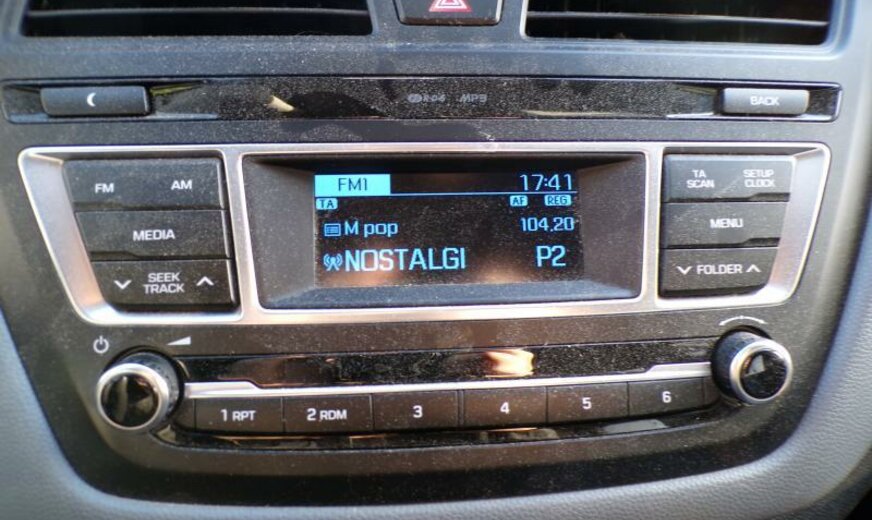 RDS MP3
BACK
FM AM
MEDIA
SEEK
TRACK
FM1 17:41
TA AF REG
M pop 104.20
NOSTALGI P2
TA
SCAN
SETUP
CLOCK
MENU
FOLDER
1 RPT
2 RDM
3
4
5
6